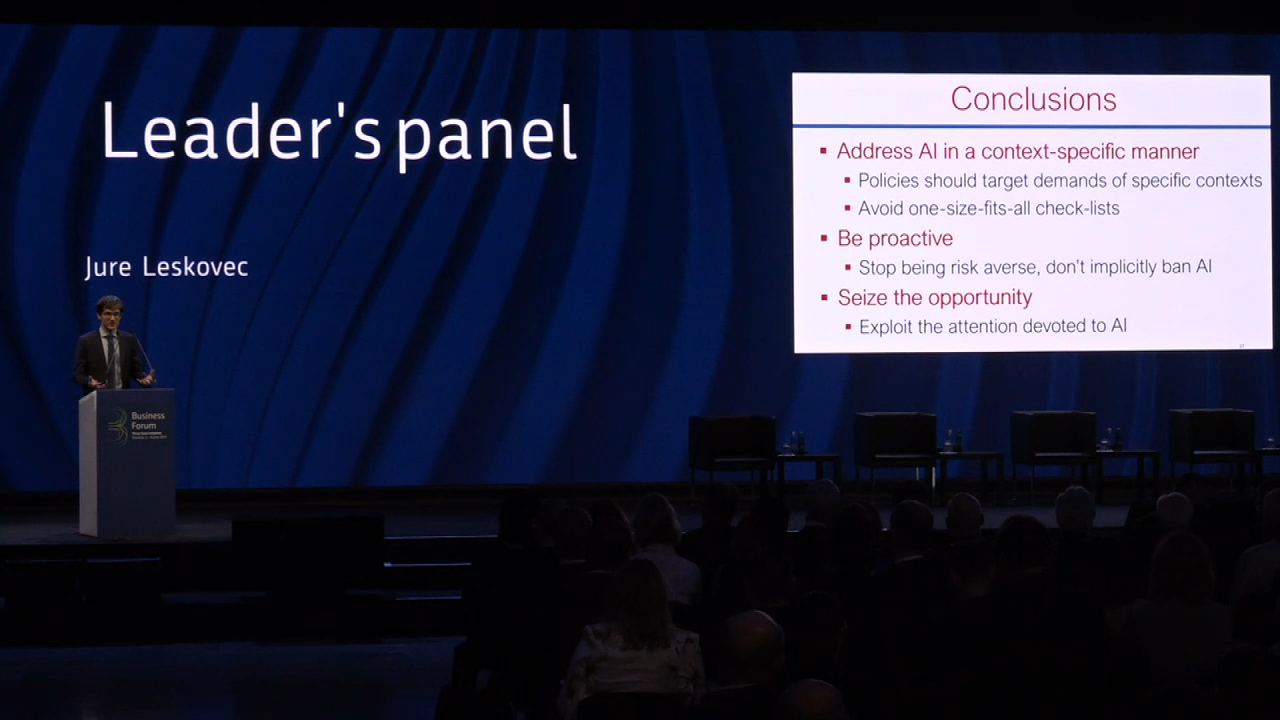 Leader's panel
Jure Leskovec
Conclusions
▪ Address AI in a context-specific manner
▪ Policies should target demands of specific contexts
▪ Avoid one-size-fits-all check-lists
▪ Be proactive
▪ Stop being risk averse, don't implicitly ban AI
▪ Seize the opportunity
▪ Exploit the attention devoted to AI
Business
Forum